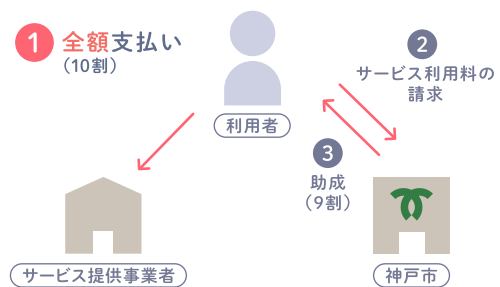 1 全額支払い
（10割）
2
サービス利用料の
請求
利用者
3
助成
（9割）
サービス提供事業者
神戸市